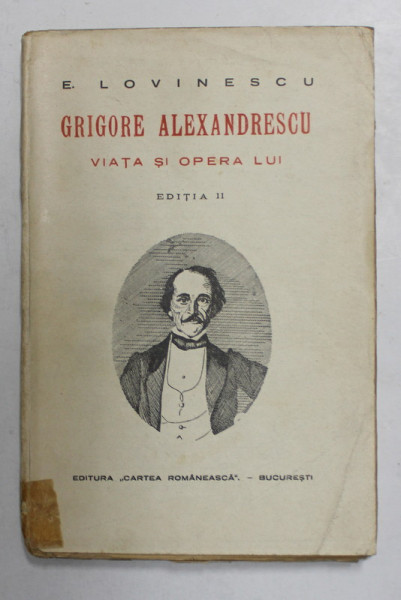 E. LOVINESCU
GRIGORE ALEXANDRESCU
VIAȚA ȘI OPERA LUI
EDIȚIA II
EDITURA „CARTEA ROMÂNEASCĂ”. – BUCUREȘTI